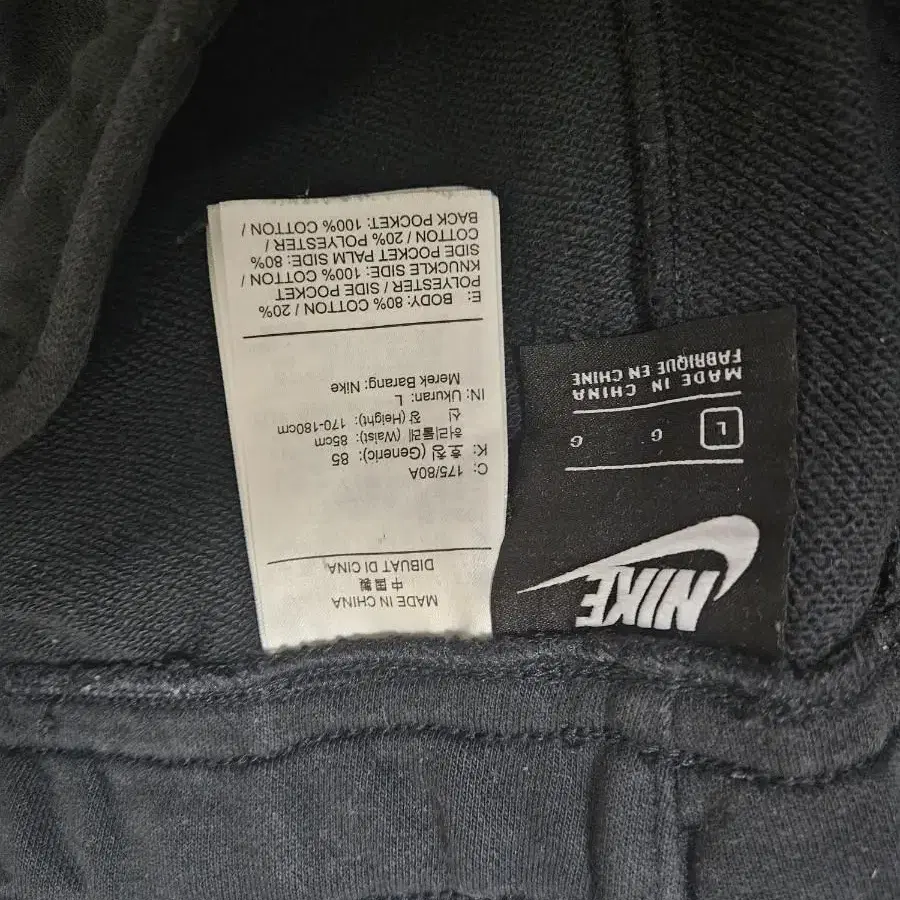 MADE IN CHINA
中国製
DIBUAT DI CINA
C: 175/80A
K: 호칭 (Generic): 85
허리둘레 (Waist): 85cm
신 장 (Height): 170-180cm
IN: Ukuran: L
Merek Barang: Nike
E: BODY: 80% COTTON / 20%
POLYESTER / SIDE POCKET
KNUCKLE SIDE: 100% COTTON /
SIDE POCKET PALM SIDE: 80%
COTTON / 20% POLYESTER /
BACK POCKET: 100% COTTON /
NIKE
L G G
MADE IN CHINA
FABRIQUE EN CHINE